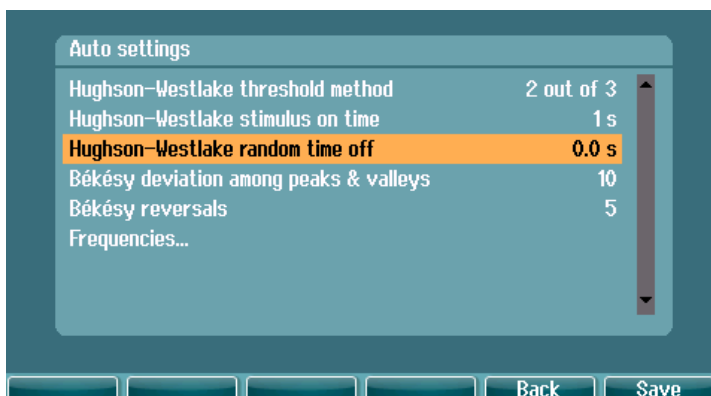 Auto settings
Hughson-Westlake threshold method 2 out of 3
Hughson-Westlake stimulus on time 1 s
Hughson-Westlake random time off 0.0 s
Békésy deviation among peaks & valleys 10
Békésy reversals 5
Frequencies...
Back Save